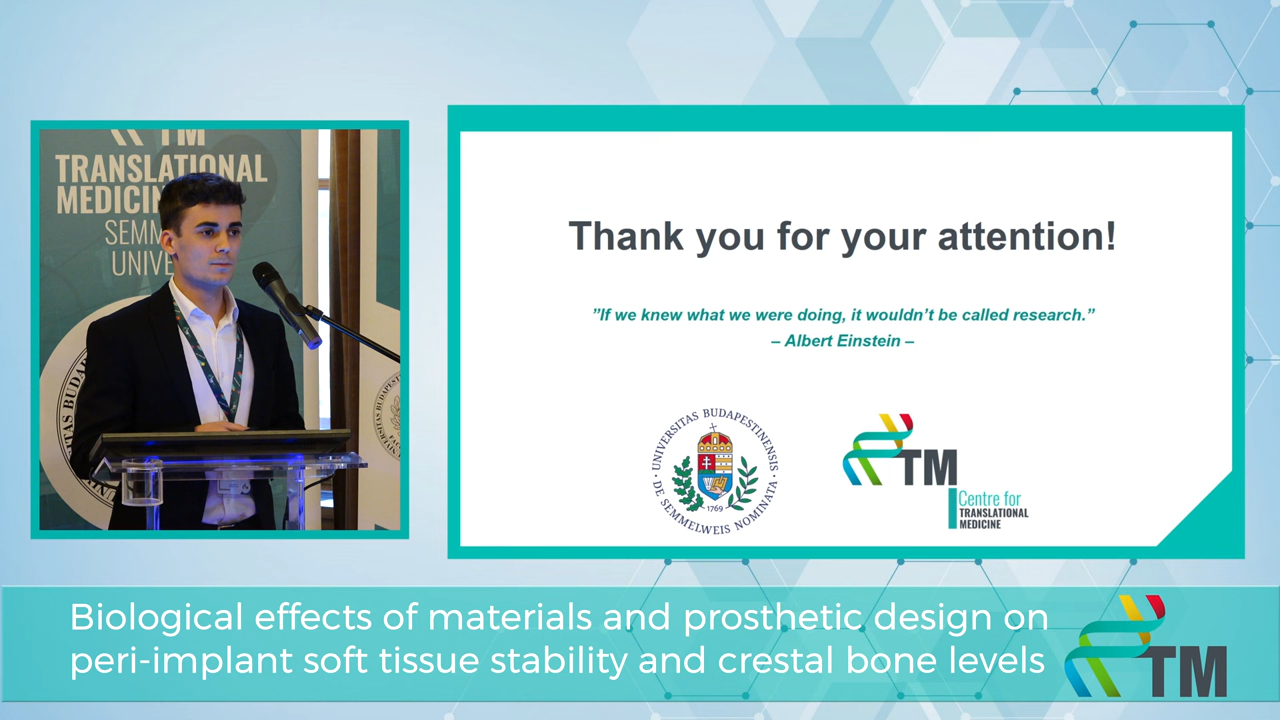 TM
TRANSLATIONAL
MEDICIN
SEMM
UNIVE
Thank you for your attention!
”If we knew what we were doing, it wouldn’t be called research.”
– Albert Einstein –
UNIVERSITAS BUDAPESTINENSIS
DE SEMMELWEIS NOMINATA
1769
TM
Centre for
TRANSLATIONAL
MEDICINE
Biological effects of materials and prosthetic design on
peri-implant soft tissue stability and crestal bone levels
TM